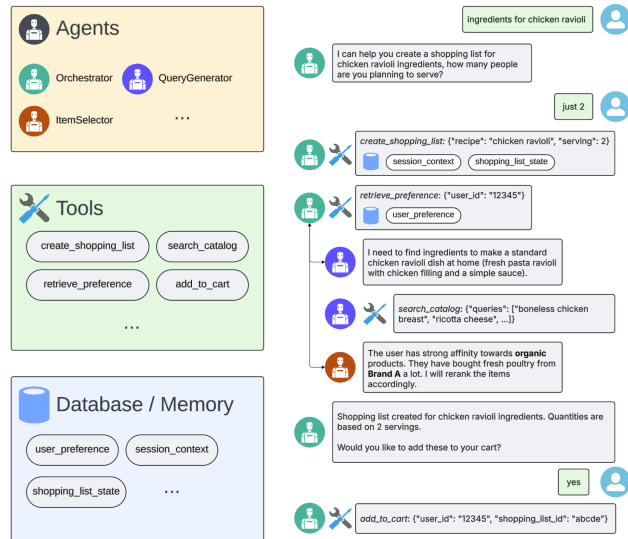 Agents
Orchestrator
QueryGenerator
ItemSelector
...
Tools
create_shopping_list
search_catalog
retrieve_preference
add_to_cart
...
Database / Memory
user_preference
session_context
shopping_list_state
...
ingredients for chicken ravioli
I can help you create a shopping list for
chicken ravioli ingredients, how many people
are you planning to serve?
just 2
create_shopping_list: {"recipe": "chicken ravioli", "serving": 2}
session_context
shopping_list_state
retrieve_preference: {"user_id": "12345"}
user_preference
I need to find ingredients to make a standard
chicken ravioli dish at home (fresh pasta ravioli
with chicken filling and a simple sauce).
search_catalog: {"queries": ["boneless chicken
breast", "ricotta cheese", ...]}
The user has strong affinity towards organic
products. They have bought fresh poultry from
Brand A a lot. I will rerank the items
accordingly.
Shopping list created for chicken ravioli ingredients. Quantities are
based on 2 servings.
Would you like to add these to your cart?
yes
add_to_cart: {"user_id": "12345", "shopping_list_id": "abcde"}